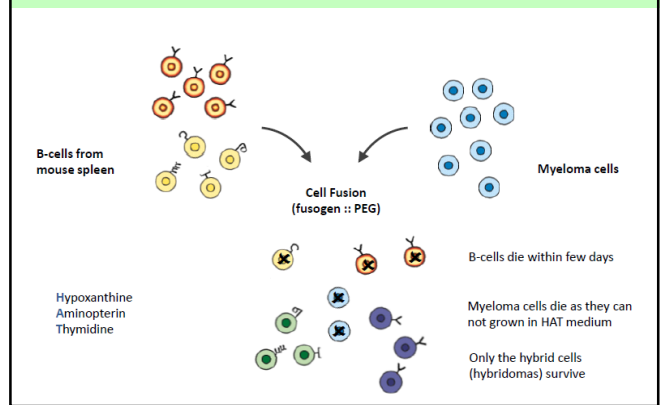 B-cells from
mouse spleen
Myeloma cells
Cell Fusion
(fusogen :: PEG)
B-cells die within few days
Hypoxanthine
Aminopterin
Thymidine
Myeloma cells die as they can
not grown in HAT medium
Only the hybrid cells
(hybridomas) survive